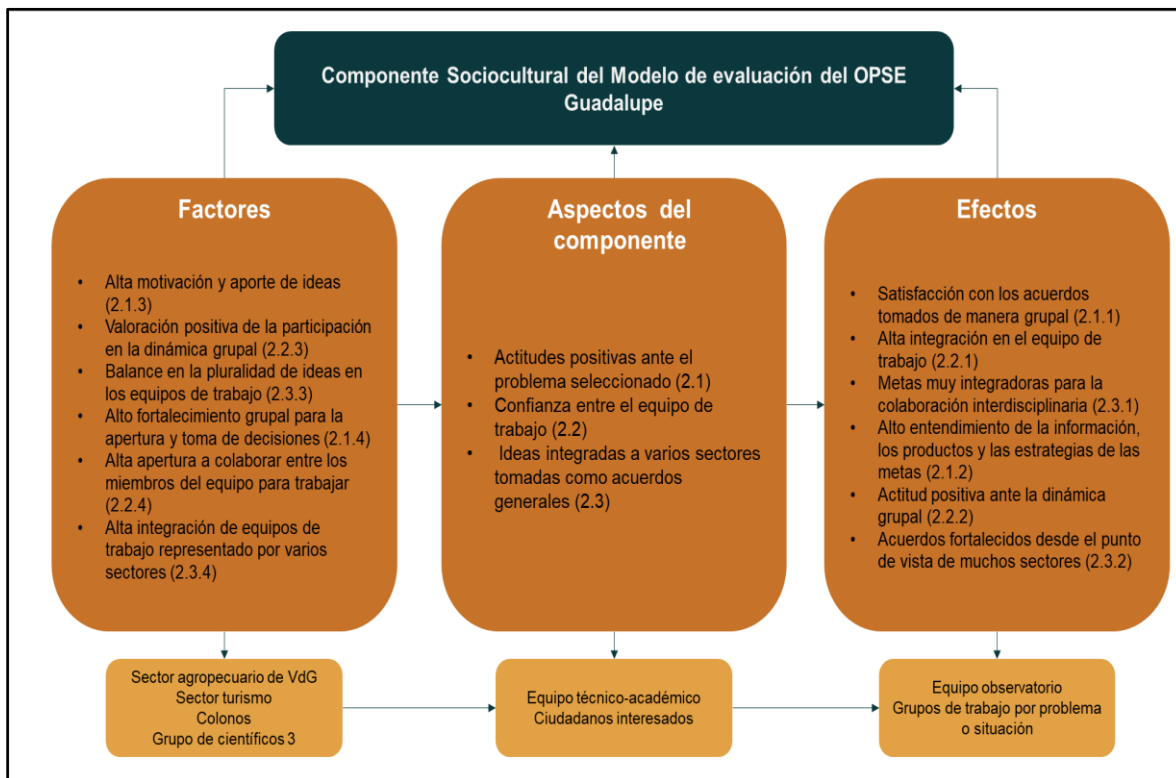 Componente Sociocultural del Modelo de evaluación del OPSE
Guadalupe
Factores
• Alta motivación y aporte de ideas
(2.1.3)
• Valoración positiva de la participación
en la dinámica grupal (2.2.3)
• Balance en la pluralidad de ideas en
los equipos de trabajo (2.3.3)
• Alto fortalecimiento grupal para la
apertura y toma de decisiones (2.1.4)
• Alta apertura a colaborar entre los
miembros del equipo para trabajar
(2.2.4)
• Alta integración de equipos de
trabajo representado por varios
sectores (2.3.4)
Aspectos del
componente
• Actitudes positivas ante el
problema seleccionado (2.1)
• Confianza entre el equipo de
trabajo (2.2)
• Ideas integradas a varios sectores
tomadas como acuerdos
generales (2.3)
Efectos
• Satisfacción con los acuerdos
tomados de manera grupal (2.1.1)
• Alta integración en el equipo de
trabajo (2.2.1)
• Metas muy integradoras para la
colaboración interdisciplinaria (2.3.1)
• Alto entendimiento de la información,
los productos y las estrategias de las
metas (2.1.2)
• Actitud positiva ante la dinámica
grupal (2.2.2)
• Acuerdos fortalecidos desde el punto
de vista de muchos sectores (2.3.2)
Sector agropecuario de VdG
Sector turismo
Colonos
Grupo de científicos 3
Equipo técnico-académico
Ciudadanos interesados
Equipo observatorio
Grupos de trabajo por problema
o situación